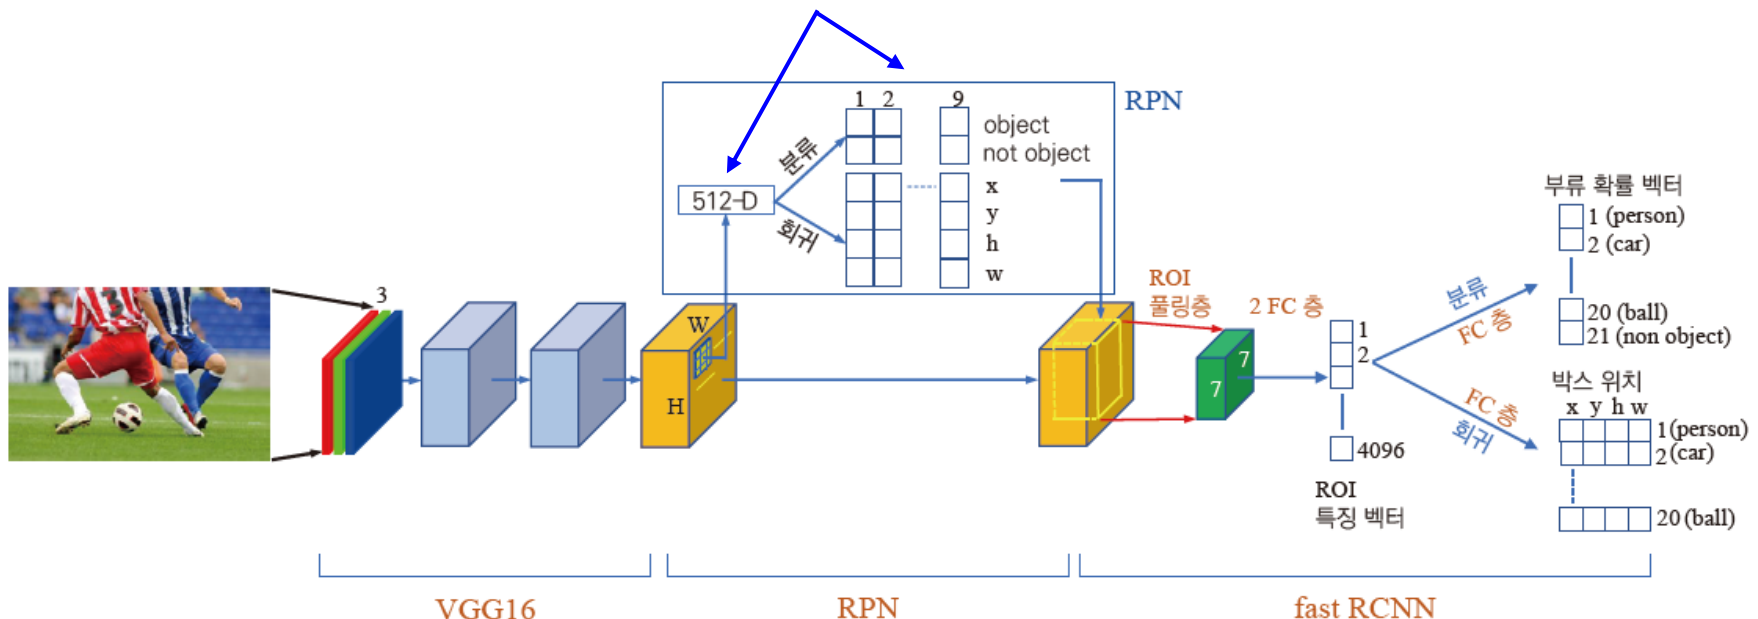 RPN
1 2 9
object
not object
분류
512-D
회귀
x
y
h
w
3
W
H
ROI
풀링층
2 FC 층
7
7
1
2
4096
ROI
특징 벡터
분류
FC 층
FC 층
회귀
부류 확률 벡터
1 (person)
2 (car)
20 (ball)
21 (non object)
박스 위치
x y h w
1(person)
2(car)
20(ball)
VGG16
RPN
fast RCNN